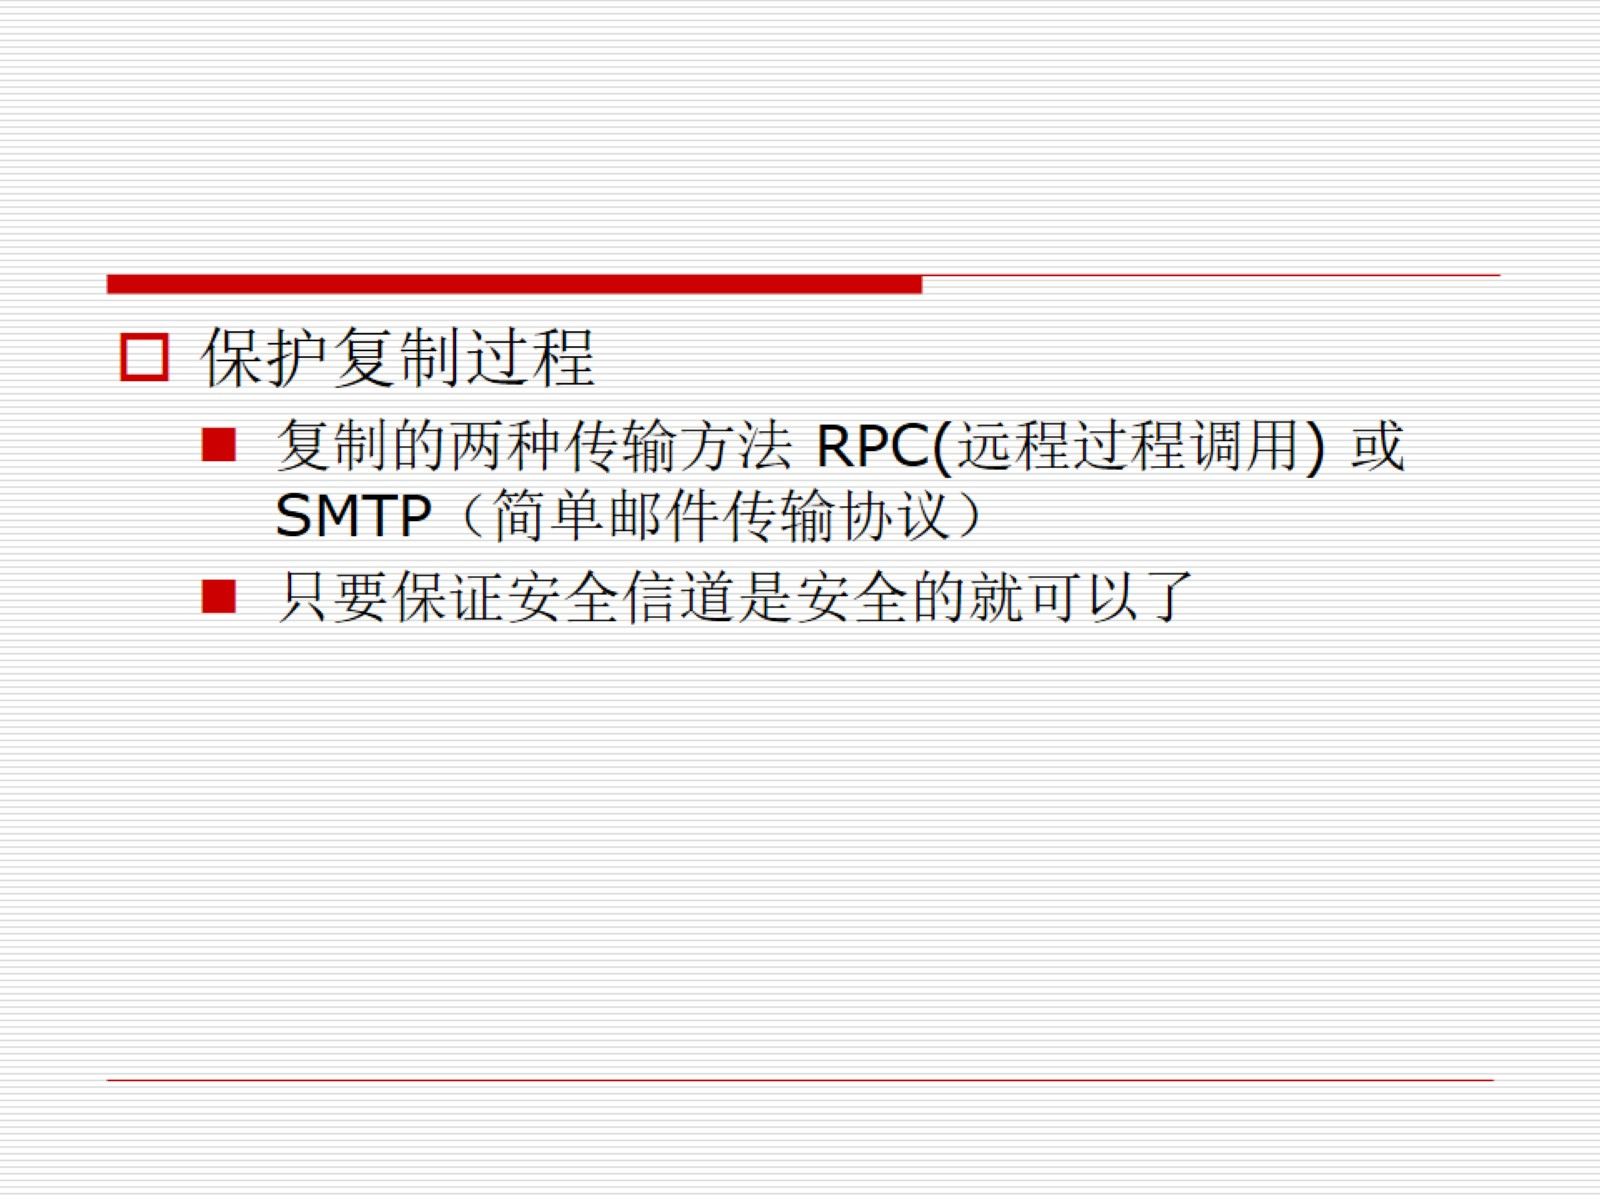 保护复制过程
复制的两种传输方法 RPC(远程过程调用) 或
SMTP（简单邮件传输协议）
只要保证安全信道是安全的就可以了